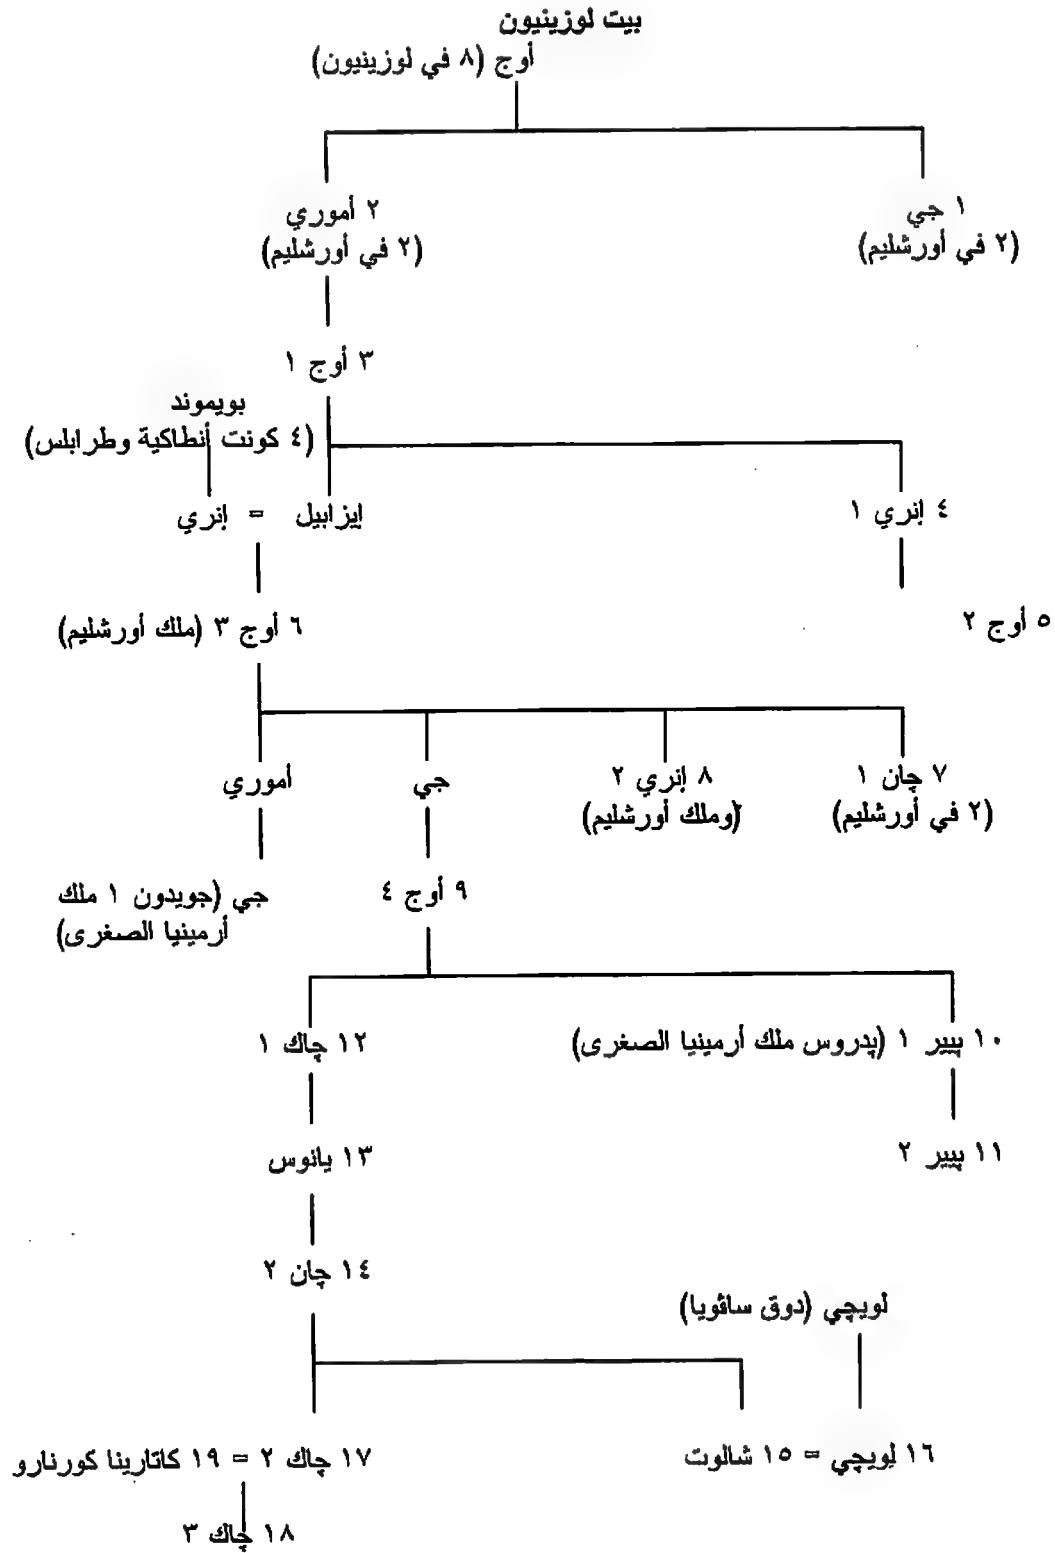 بيت لوزينيون
أوج (٨ في لوزينيون)
١ جي
(٢ في أورشليم)
٢ أموري
(٢ في أورشليم)
٣ أوج ١
بويموند
(٤ كونت أنطاكية وطرابلس)
٤ إنري ١
إيزابيل = إنري
٥ أوج ٢
٦ أوج ٣ (ملك أورشليم)
٧ چان ١
(٢ في أورشليم)
٨ إنري ٢
(وملك أورشليم)
جي
أموري
٩ أوج ٤
جي (جويدون ١ ملك
أرمينيا الصغرى)
١٠ پيير ١ (پدروس ملك أرمينيا الصغرى)
١٢ چاك ١
١١ پيير ٢
١٣ يانوس
١٤ چان ٢
لويچي (دوق ساڤويا)
١٦ لويچي = ١٥ شالوت
١٧ چاك ٢ = ١٩ كاتارينا كورنارو
١٨ چاك ٣